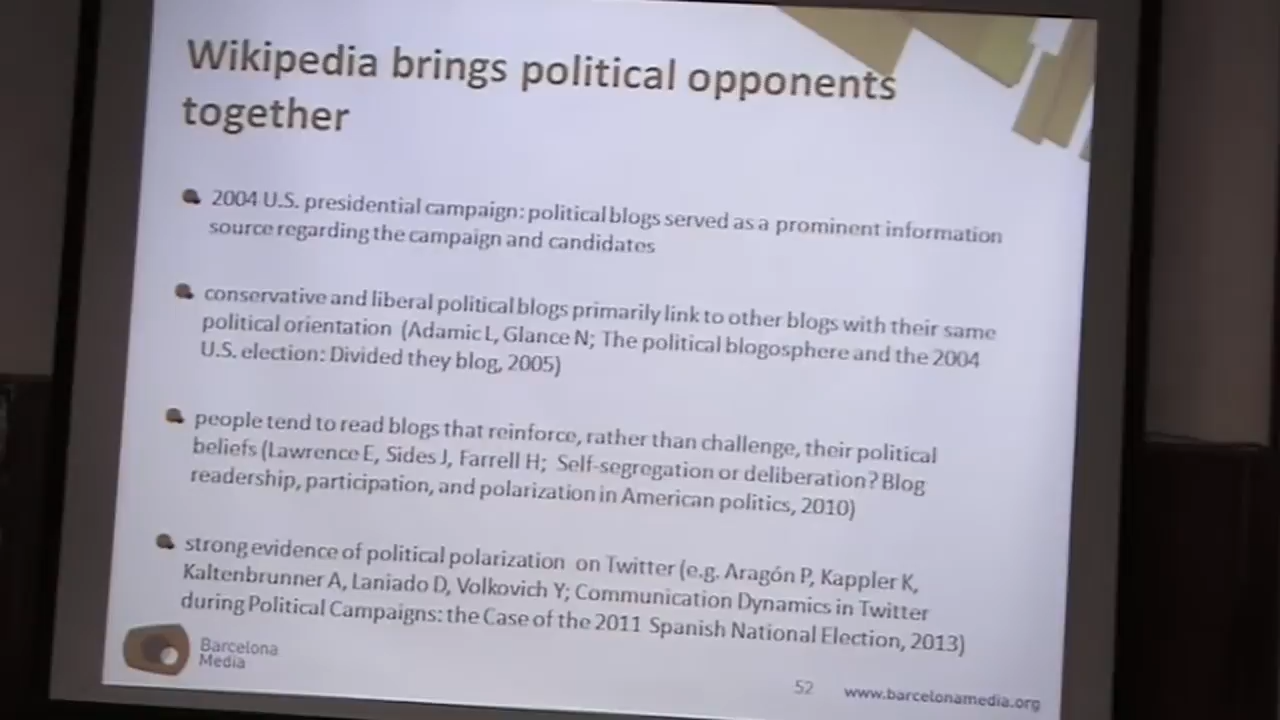 Wikipedia brings political opponents
together
2004 U.S. presidential campaign: political blogs served as a prominent information
source regarding the campaign and candidates
conservative and liberal political blogs primarily link to other blogs with their same
political orientation (Adamic L, Glance N; The political blogosphere and the 2004
U.S. election: Divided they blog, 2005)
people tend to read blogs that reinforce, rather than challenge, their political
beliefs (Lawrence E, Sides J, Farrell H; Self-segregation or deliberation? Blog
readership, participation, and polarization in American politics, 2010)
strong evidence of political polarization on Twitter (e.g. Aragón P, Kappler K,
Kaltenbrunner A, Laniado D, Volkovich Y; Communication Dynamics in Twitter
during Political Campaigns: the Case of the 2011 Spanish National Election, 2013)
Barcelona
Media
52
www.barcelonamedia.org